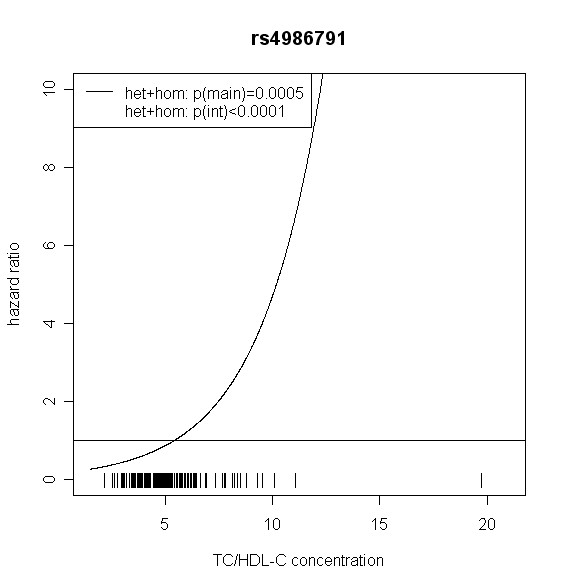 rs4986791
het+hom: p(main)=0.0005
het+hom: p(int)<0.0001
10
8
6
4
2
0
hazard ratio
5 10 15 20
TC/HDL-C concentration